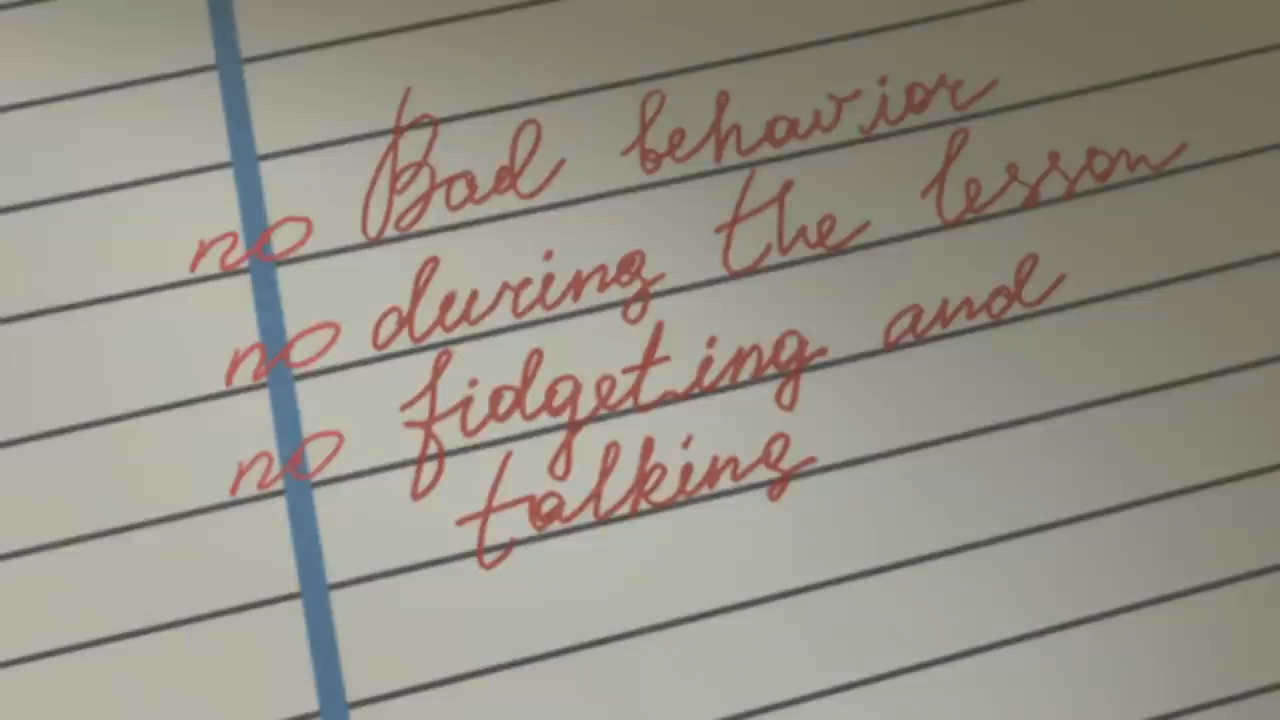 no Bad behavior
no during the lesson
no fidgeting and
talking